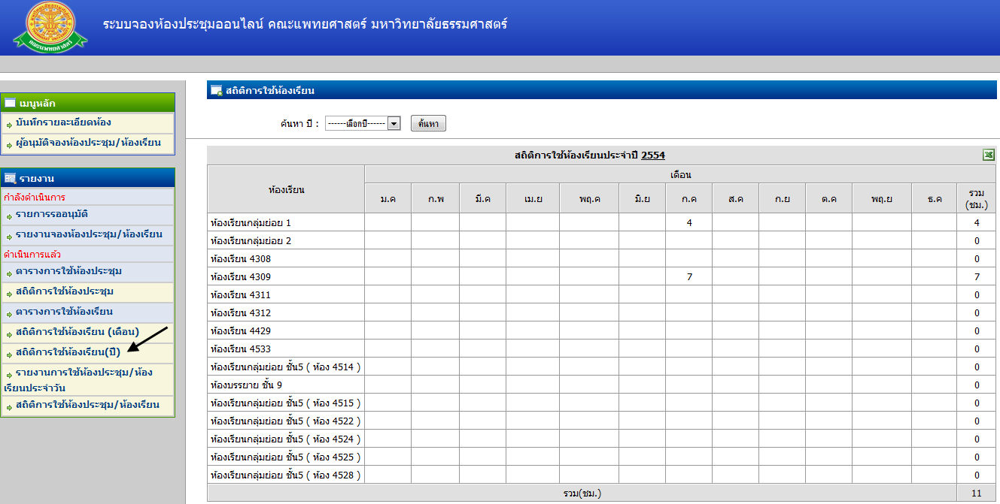 ระบบจองห้องประชุมออนไลน์ คณะแพทยศาสตร์ มหาวิทยาลัยธรรมศาสตร์
คณะแพทยศาสตร์
เมนูหลัก
บันทึกรายละเอียดห้อง
ผู้อนุมัติจองห้องประชุม/ห้องเรียน
รายงาน
กำลังดำเนินการ
รายการรออนุมัติ
รายงานจองห้องประชุม/ห้องเรียน
ดำเนินการแล้ว
ตารางการใช้ห้องประชุม
สถิติการใช้ห้องประชุม
ตารางการใช้ห้องเรียน
สถิติการใช้ห้องเรียน (เดือน)
สถิติการใช้ห้องเรียน(ปี)
รายงานการใช้ห้องประชุม/ห้อง
เรียนประจำวัน
สถิติการใช้ห้องประชุม/ห้องเรียน
สถิติการใช้ห้องเรียน
ค้นหา ปี : ------เลือกปี------ ค้นหา
สถิติการใช้ห้องเรียนประจำปี 2554
ห้องเรียน เดือน
ม.ค ก.พ มี.ค เม.ย พฤ.ค มิ.ย ก.ค ส.ค ก.ย ต.ค พฤ.ย ธ.ค รวม
(ชม.)
ห้องเรียนกลุ่มย่อย 1 4 4
ห้องเรียนกลุ่มย่อย 2 0
ห้องเรียน 4308 0
ห้องเรียน 4309 7 7
ห้องเรียน 4311 0
ห้องเรียน 4312 0
ห้องเรียน 4429 0
ห้องเรียน 4533 0
ห้องเรียนกลุ่มย่อย ชั้น5 ( ห้อง 4514 ) 0
ห้องบรรยาย ชั้น 9 0
ห้องเรียนกลุ่มย่อย ชั้น5 ( ห้อง 4515 ) 0
ห้องเรียนกลุ่มย่อย ชั้น5 ( ห้อง 4522 ) 0
ห้องเรียนกลุ่มย่อย ชั้น5 ( ห้อง 4524 ) 0
ห้องเรียนกลุ่มย่อย ชั้น5 ( ห้อง 4525 ) 0
ห้องเรียนกลุ่มย่อย ชั้น5 ( ห้อง 4528 ) 0
รวม(ชม.) 11